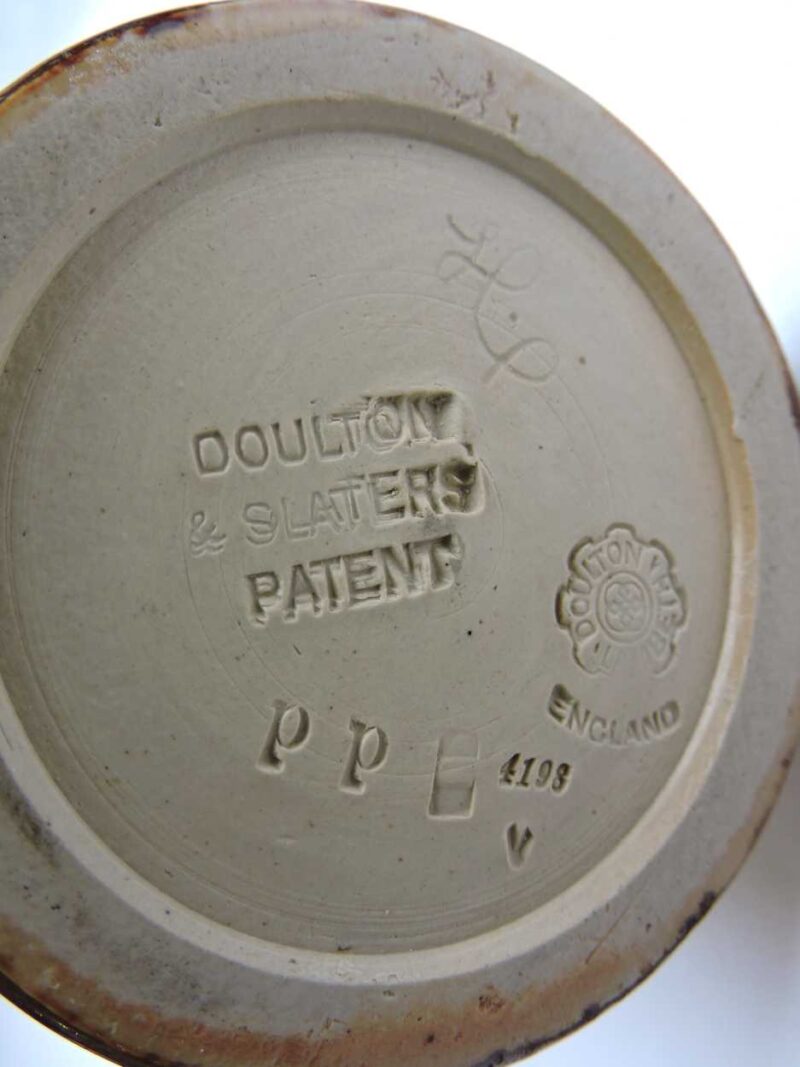 DOULTON
& SLATERS
PATENT
DOULTON
ENGLAND
p p
4198
V